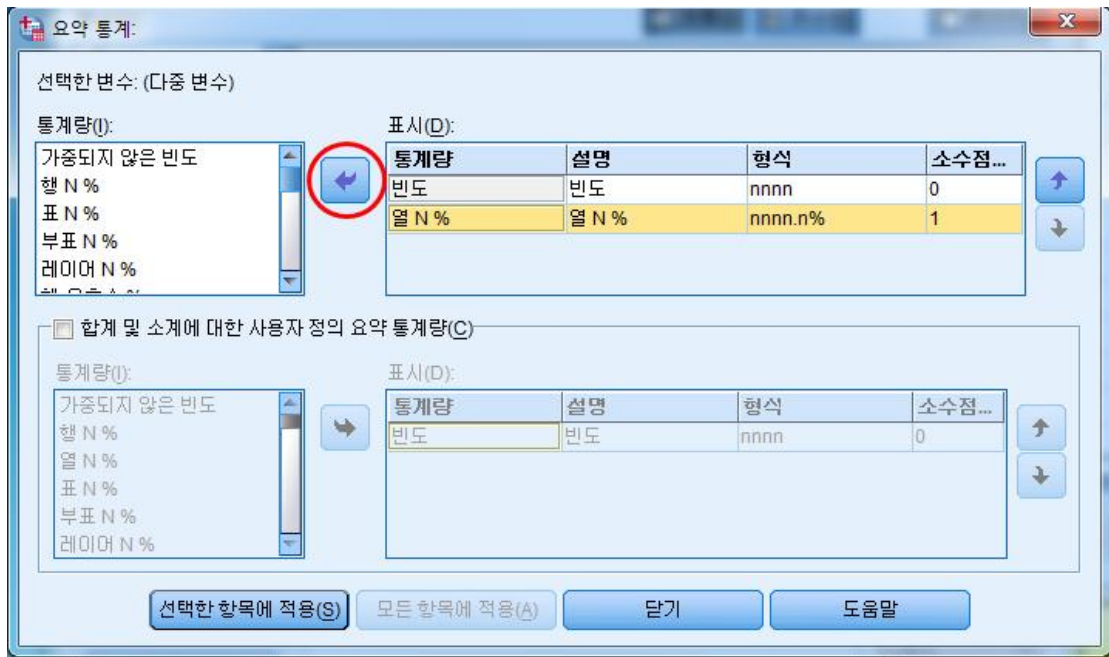 요약 통계:
선택한 변수: (다중 변수)
통계량(I):
가중되지 않은 빈도
행 N %
표 N %
부표 N %
레이어 N %
표시(D):
통계량 설명 형식 소수점...
빈도 빈도 nnnn 0
열 N % 열 N % nnnn.n% 1
합계 및 소계에 대한 사용자 정의 요약 통계량(C)
통계량(I):
가중되지 않은 빈도
행 N %
열 N %
표 N %
부표 N %
레이어 N %
표시(D):
통계량 설명 형식 소수점...
빈도 빈도 nnnn 0
선택한 항목에 적용(S) 모든 항목에 적용(A) 닫기 도움말